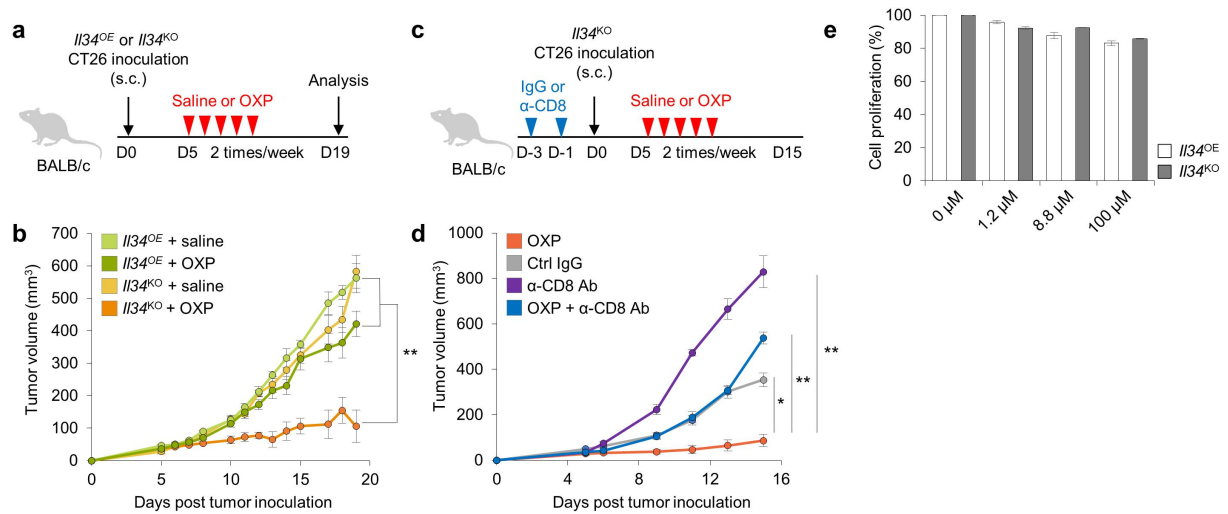 a
Il34OE or Il34KO
CT26 inoculation
(s.c.)
Saline or OXP
Analysis
BALB/c
D0
D5
2 times/week
D19
c
Il34KO
CT26 inoculation
(s.c.)
IgG or
α-CD8
Saline or OXP
BALB/c
D-3
D-1
D0
D5
2 times/week
D15
e
Cell proliferation (%)
100
80
60
40
20
0
0 μM
1.2 μM
8.8 μM
100 μM
Il34OE
Il34KO
b
Tumor volume (mm3)
700
600
500
400
300
200
100
0
Il34OE + saline
Il34OE + OXP
Il34KO + saline
Il34KO + OXP
**
0
5
10
15
20
Days post tumor inoculation
d
Tumor volume (mm3)
1000
800
600
400
200
0
OXP
Ctrl IgG
α-CD8 Ab
OXP + α-CD8 Ab
*
**
**
0
4
8
12
16
Days post tumor inoculation